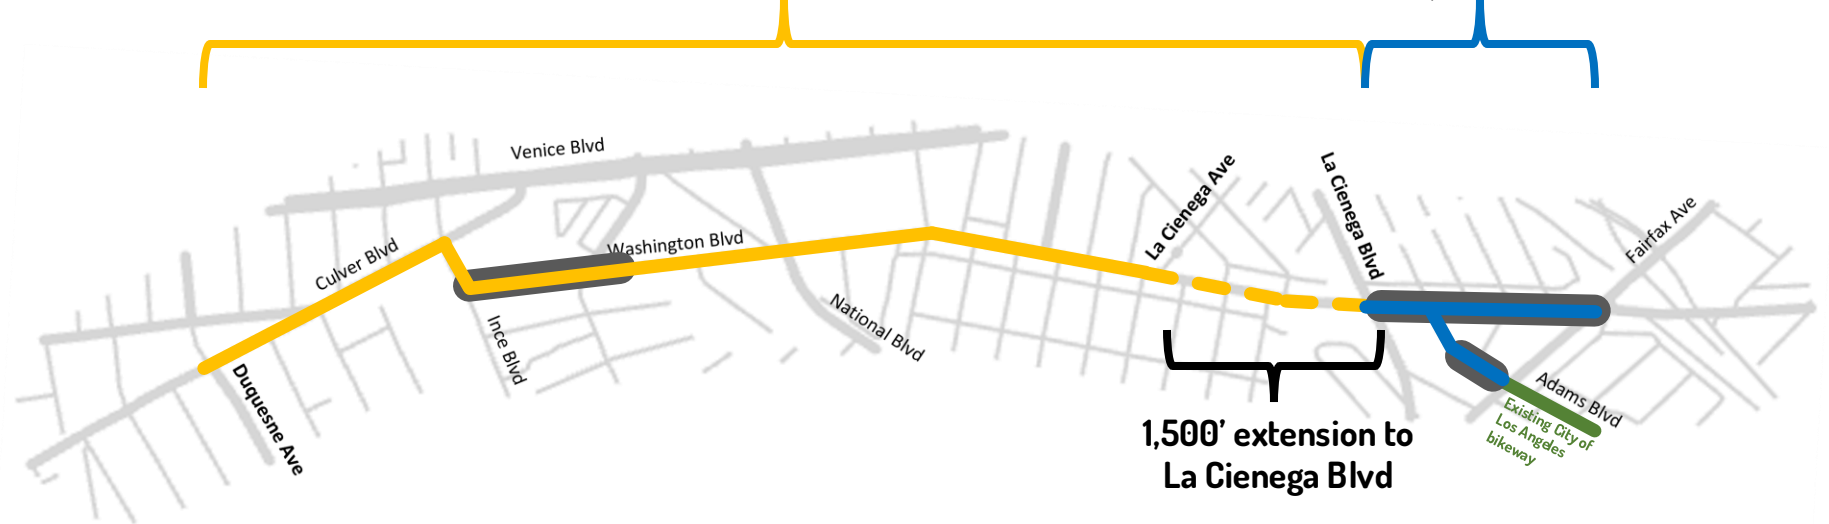 Venice Blvd
La Cienega Ave
La Cienega Blvd
Fairfax Ave
Culver Blvd
Washington Blvd
National Blvd
Ince Blvd
Duquesne Ave
Adams Blvd
Existing City of
Los Angeles
bikeway
1,500’ extension to
La Cienega Blvd